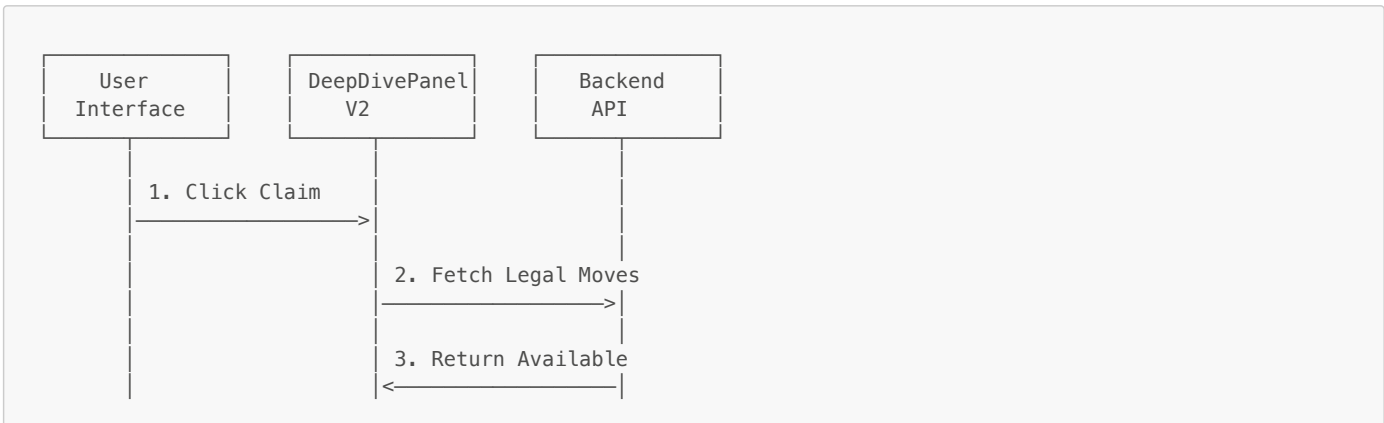 User DeepDivePanel Backend
Interface V2 API
1. Click Claim
2. Fetch Legal Moves
3. Return Available